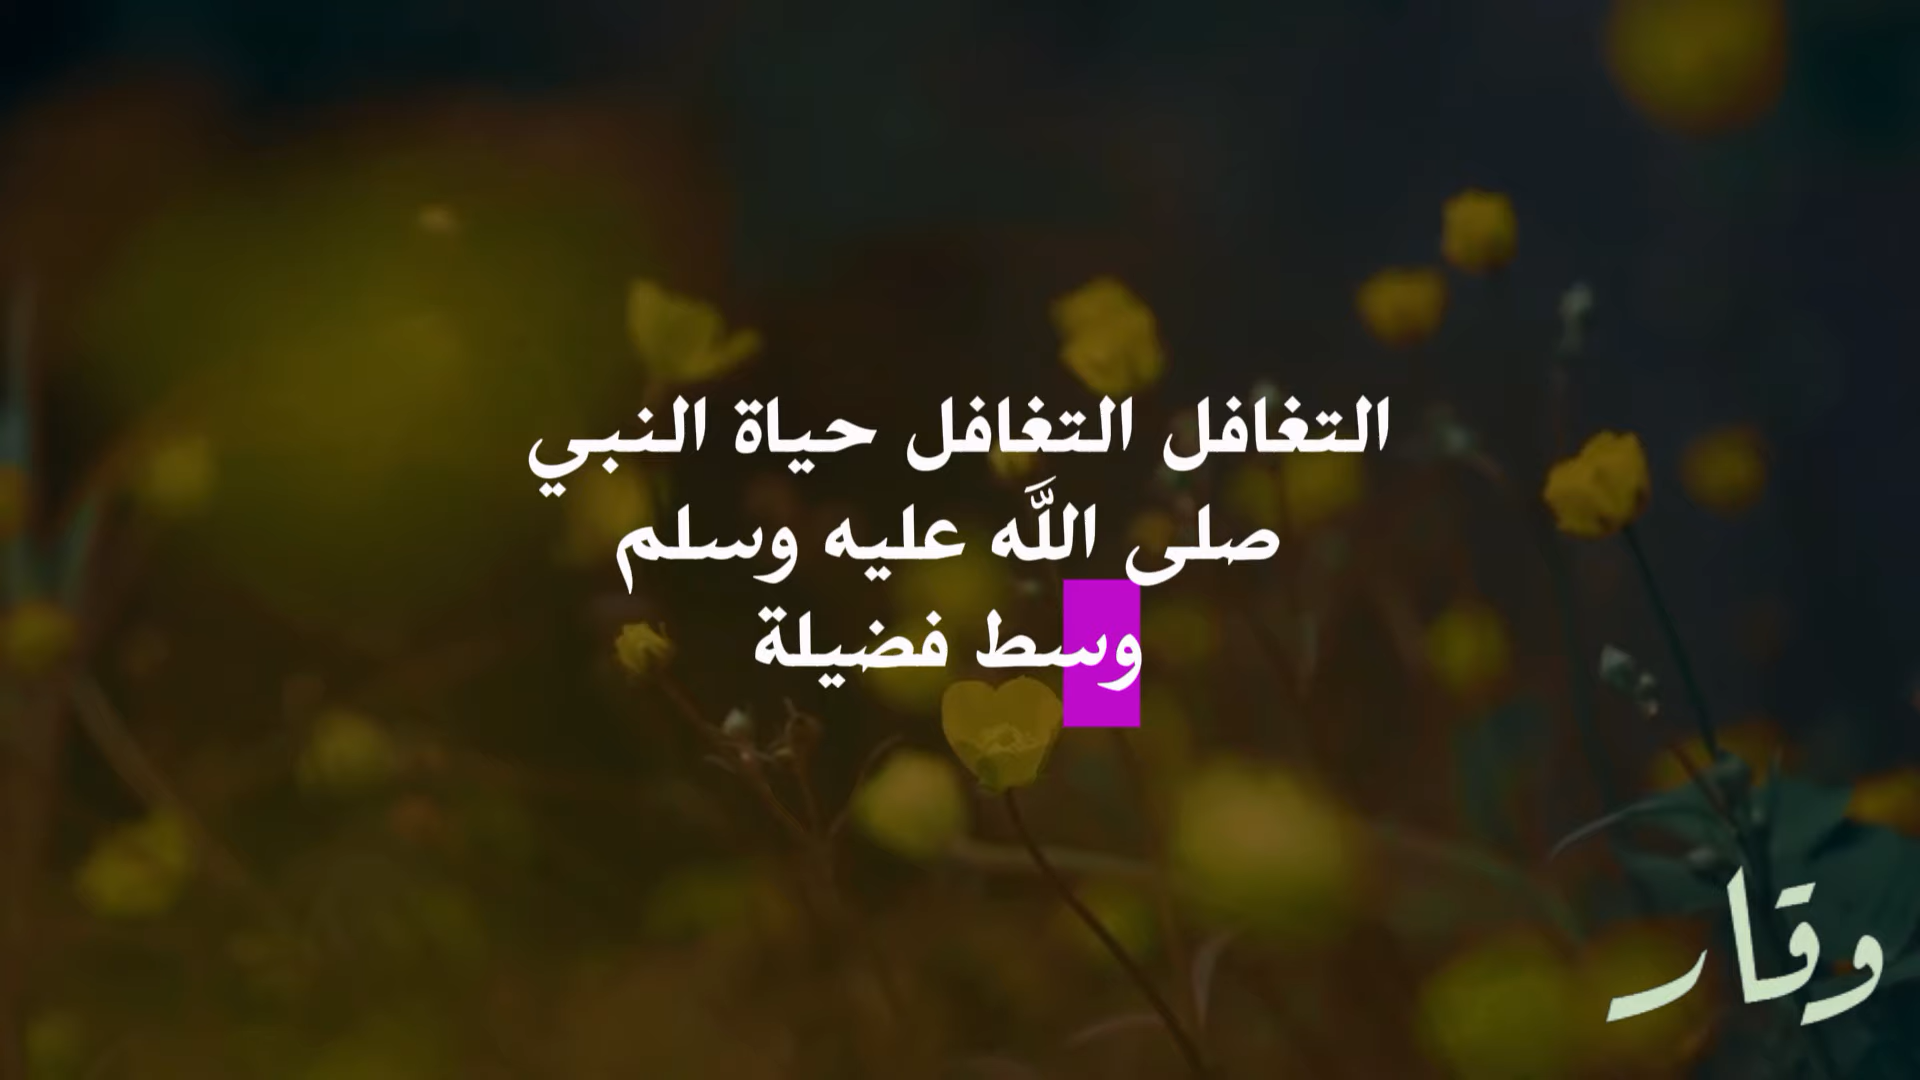 التغافل التغافل حياة النبي
صلى اللَّه عليه وسلم
وسط فضيلة
وقار